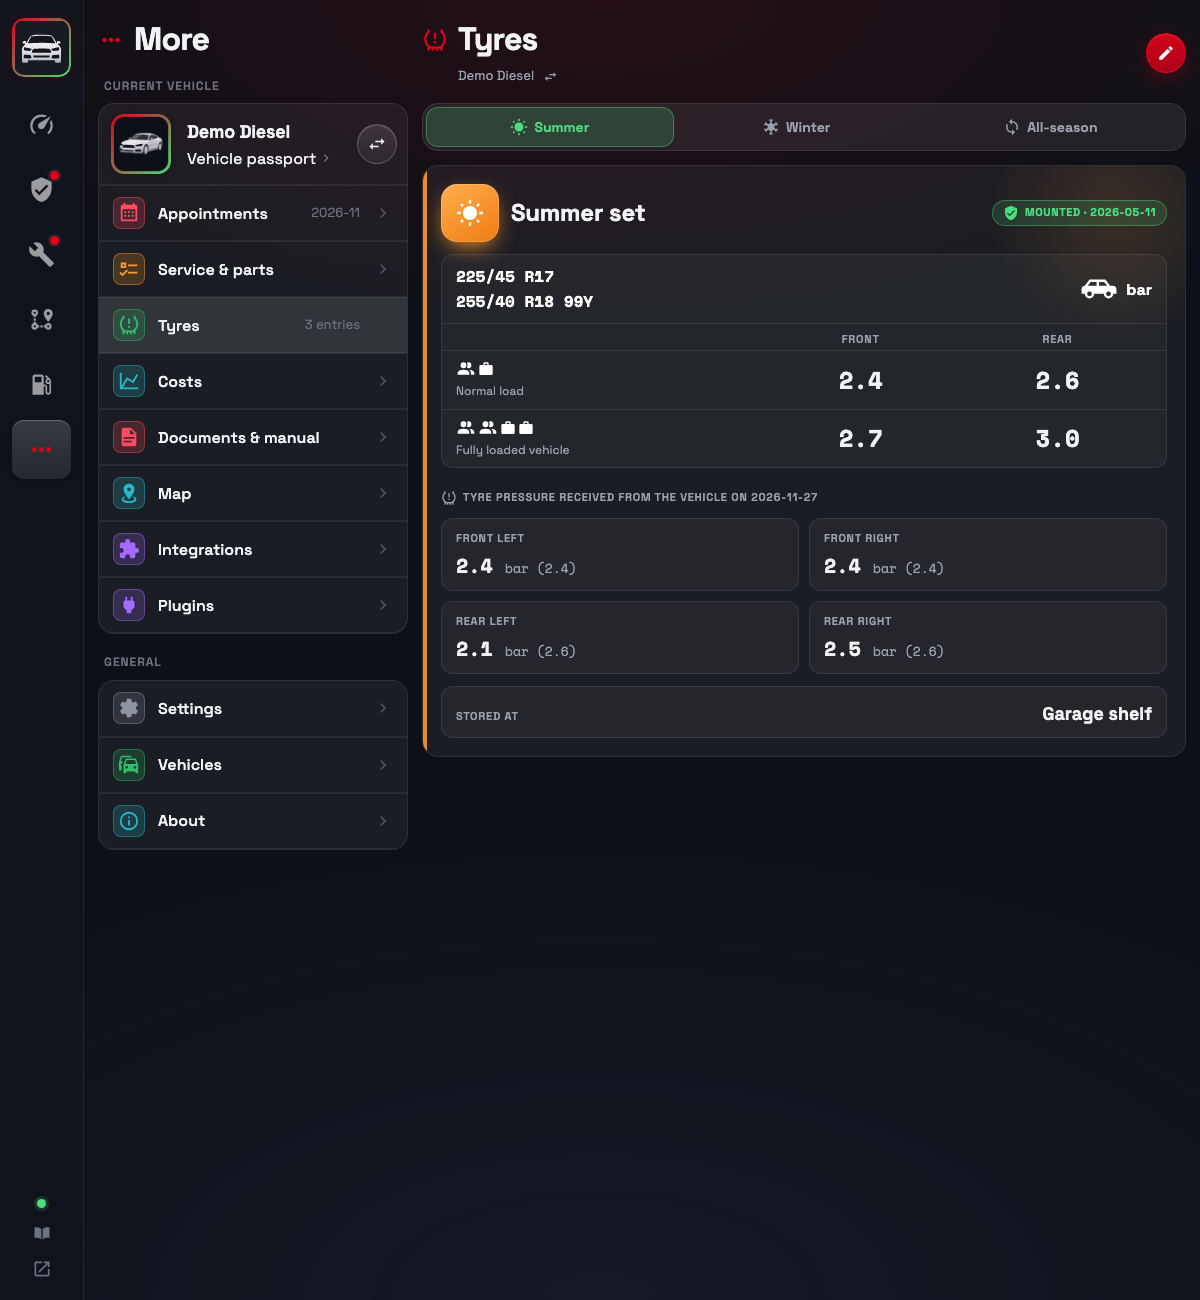 More
CURRENT VEHICLE
Demo Diesel
Vehicle passport
Appointments 2026-11
Service & parts
Tyres 3 entries
Costs
Documents & manual
Map
Integrations
Plugins
GENERAL
Settings
Vehicles
About
Tyres
Demo Diesel
Summer Winter All-season
Summer set MOUNTED · 2026-05-11
225/45 R17
255/40 R18 99Y
bar
FRONT REAR
Normal load 2.4 2.6
Fully loaded vehicle 2.7 3.0
TYRE PRESSURE RECEIVED FROM THE VEHICLE ON 2026-11-27
FRONT LEFT
2.4 bar (2.4)
FRONT RIGHT
2.4 bar (2.4)
REAR LEFT
2.1 bar (2.6)
REAR RIGHT
2.5 bar (2.6)
STORED AT Garage shelf